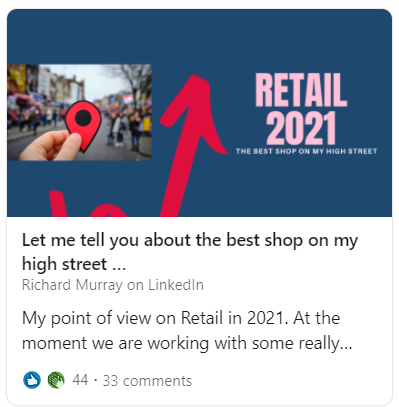 RETAIL
2021
THE BEST SHOP ON MY HIGH STREET
Let me tell you about the best shop on my
high street ...
Richard Murray on LinkedIn
My point of view on Retail in 2021. At the
moment we are working with some really...
44 · 33 comments